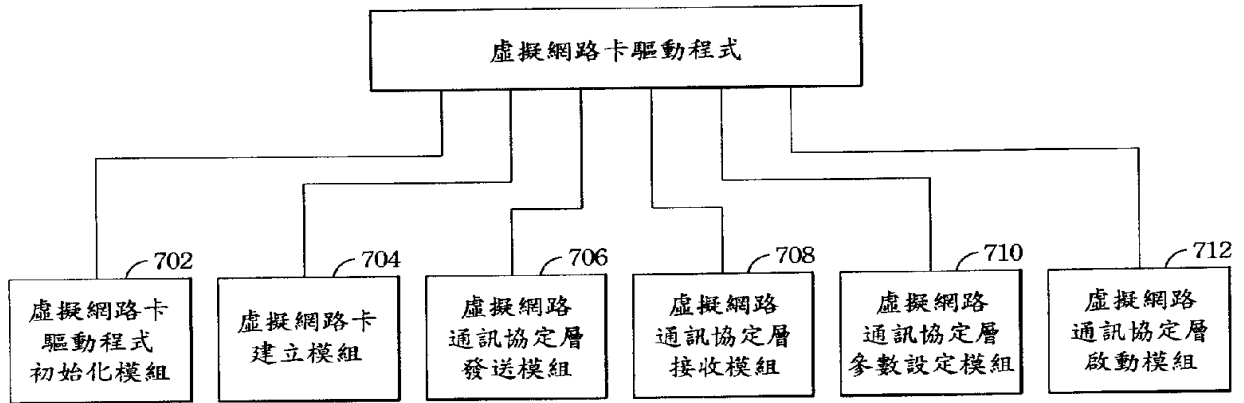 虛擬網路卡驅動程式
702
虛擬網路卡
驅動程式
初始化模組
704
虛擬網路卡
建立模組
706
虛擬網路
通訊協定層
發送模組
708
虛擬網路
通訊協定層
接收模組
710
虛擬網路
通訊協定層
參數設定模組
712
虛擬網路
通訊協定層
啟動模組